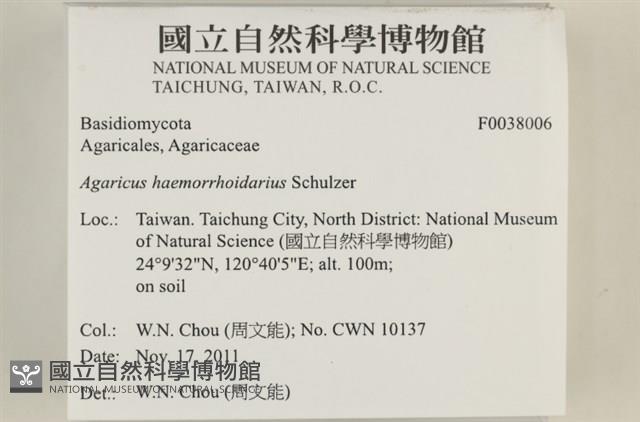 國立自然科學博物館
NATIONAL MUSEUM OF NATURAL SCIENCE
TAICHUNG, TAIWAN, R.O.C.
Basidiomycota F0038006
Agaricales, Agaricaceae
Agaricus haemorrhoidarius Schulzer
Loc.: Taiwan. Taichung City, North District: National Museum
of Natural Science (國立自然科學博物館)
24°9'32"N, 120°40'5"E; alt. 100m;
on soil
Col.: W.N. Chou (周文能); No. CWN 10137
Date: Nov. 17, 2011
國立自然科學博物館
NATIONAL MUSEUM OF NATURAL SCIENCE
Det.: W.N. Chou (周文能)